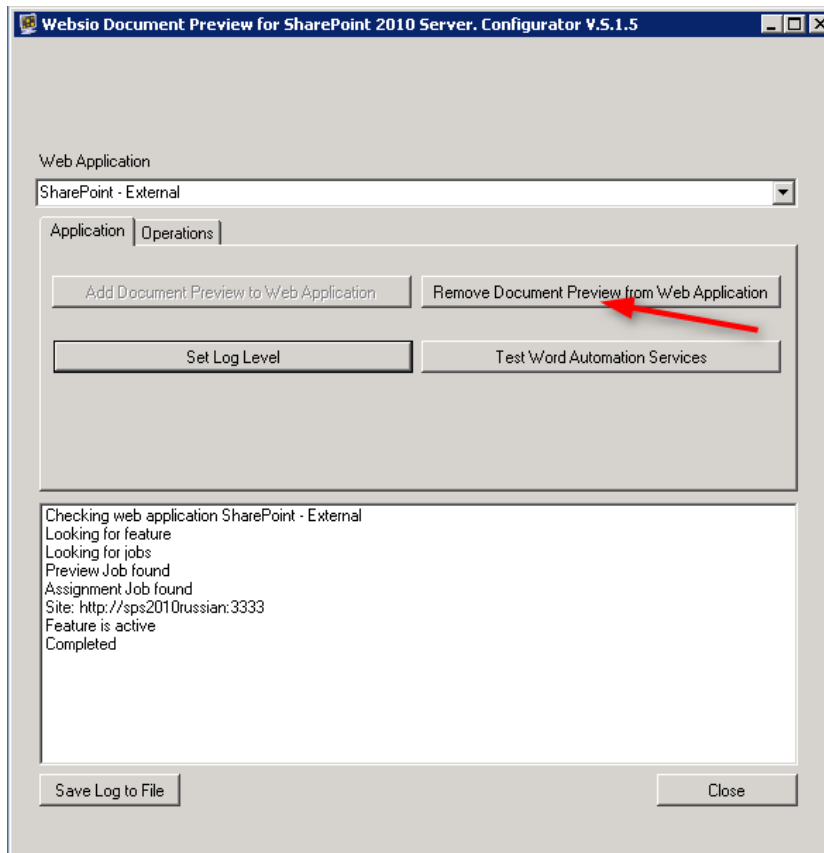 Websio Document Preview for SharePoint 2010 Server. Configurator V.5.1.5
Web Application
SharePoint - External
Application Operations
Add Document Preview to Web Application Remove Document Preview from Web Application
Set Log Level Test Word Automation Services
Checking web application SharePoint - External
Looking for feature
Looking for jobs
Preview Job found
Assignment Job found
Site: http://sps2010russian:3333
Feature is active
Completed
Save Log to File Close